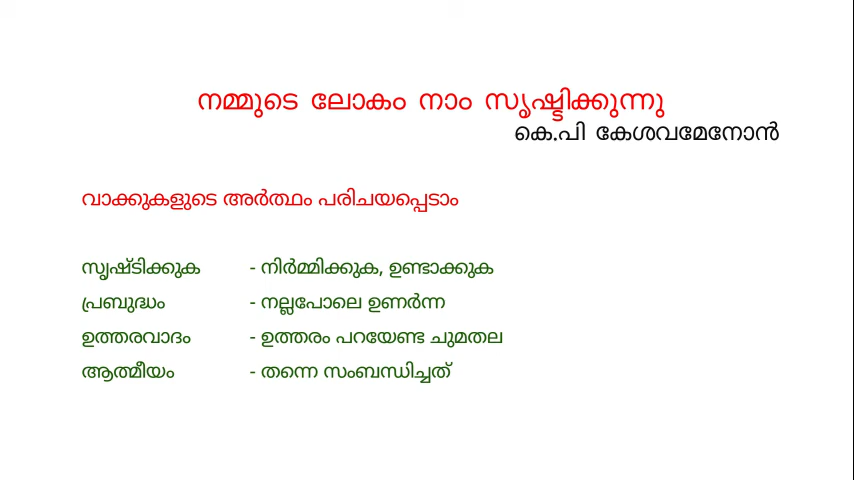 നമ്മുടെ ലോകം നാം സൃഷ്ടിക്കുന്നു
കെ.പി കേശവമേനോൻ
വാക്കുകളുടെ അർത്ഥം പരിചയപ്പെടാം
സൃഷ്ടിക്കുക - നിർമ്മിക്കുക, ഉണ്ടാക്കുക
പ്രബുദ്ധം - നല്ലപോലെ ഉണർന്ന
ഉത്തരവാദം - ഉത്തരം പറയേണ്ട ചുമതല
ആത്മീയം - തന്നെ സംബന്ധിച്ചത്